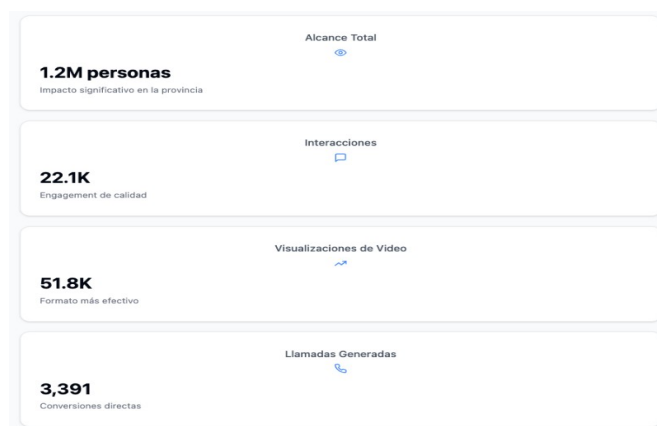 Alcance Total
1.2M personas
Impacto significativo en la provincia
Interacciones
22.1K
Engagement de calidad
Visualizaciones de Video
51.8K
Formato más efectivo
Llamadas Generadas
3,391
Conversiones directas